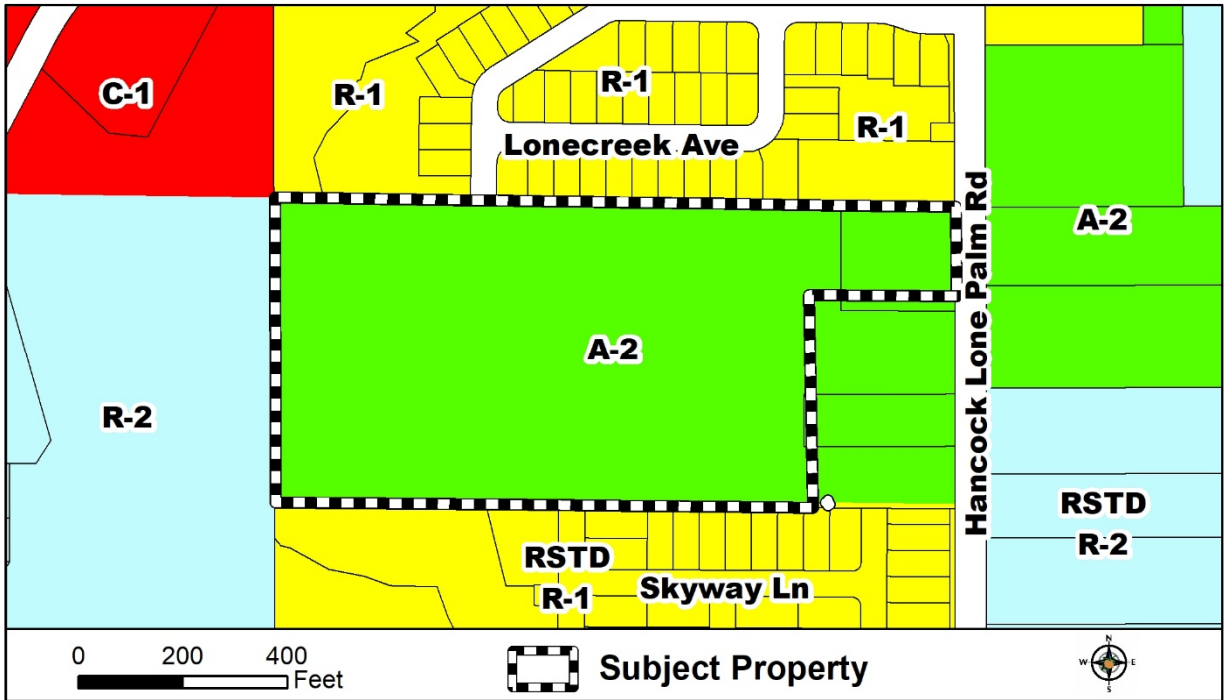 C-1
R-1
R-1
R-1
Lonecreek Ave
Hancock Lone Palm Rd
A-2
A-2
R-2
RSTD
R-2
RSTD
R-1
Skyway Ln
0 200 400
Feet
Subject Property
N
W E
S